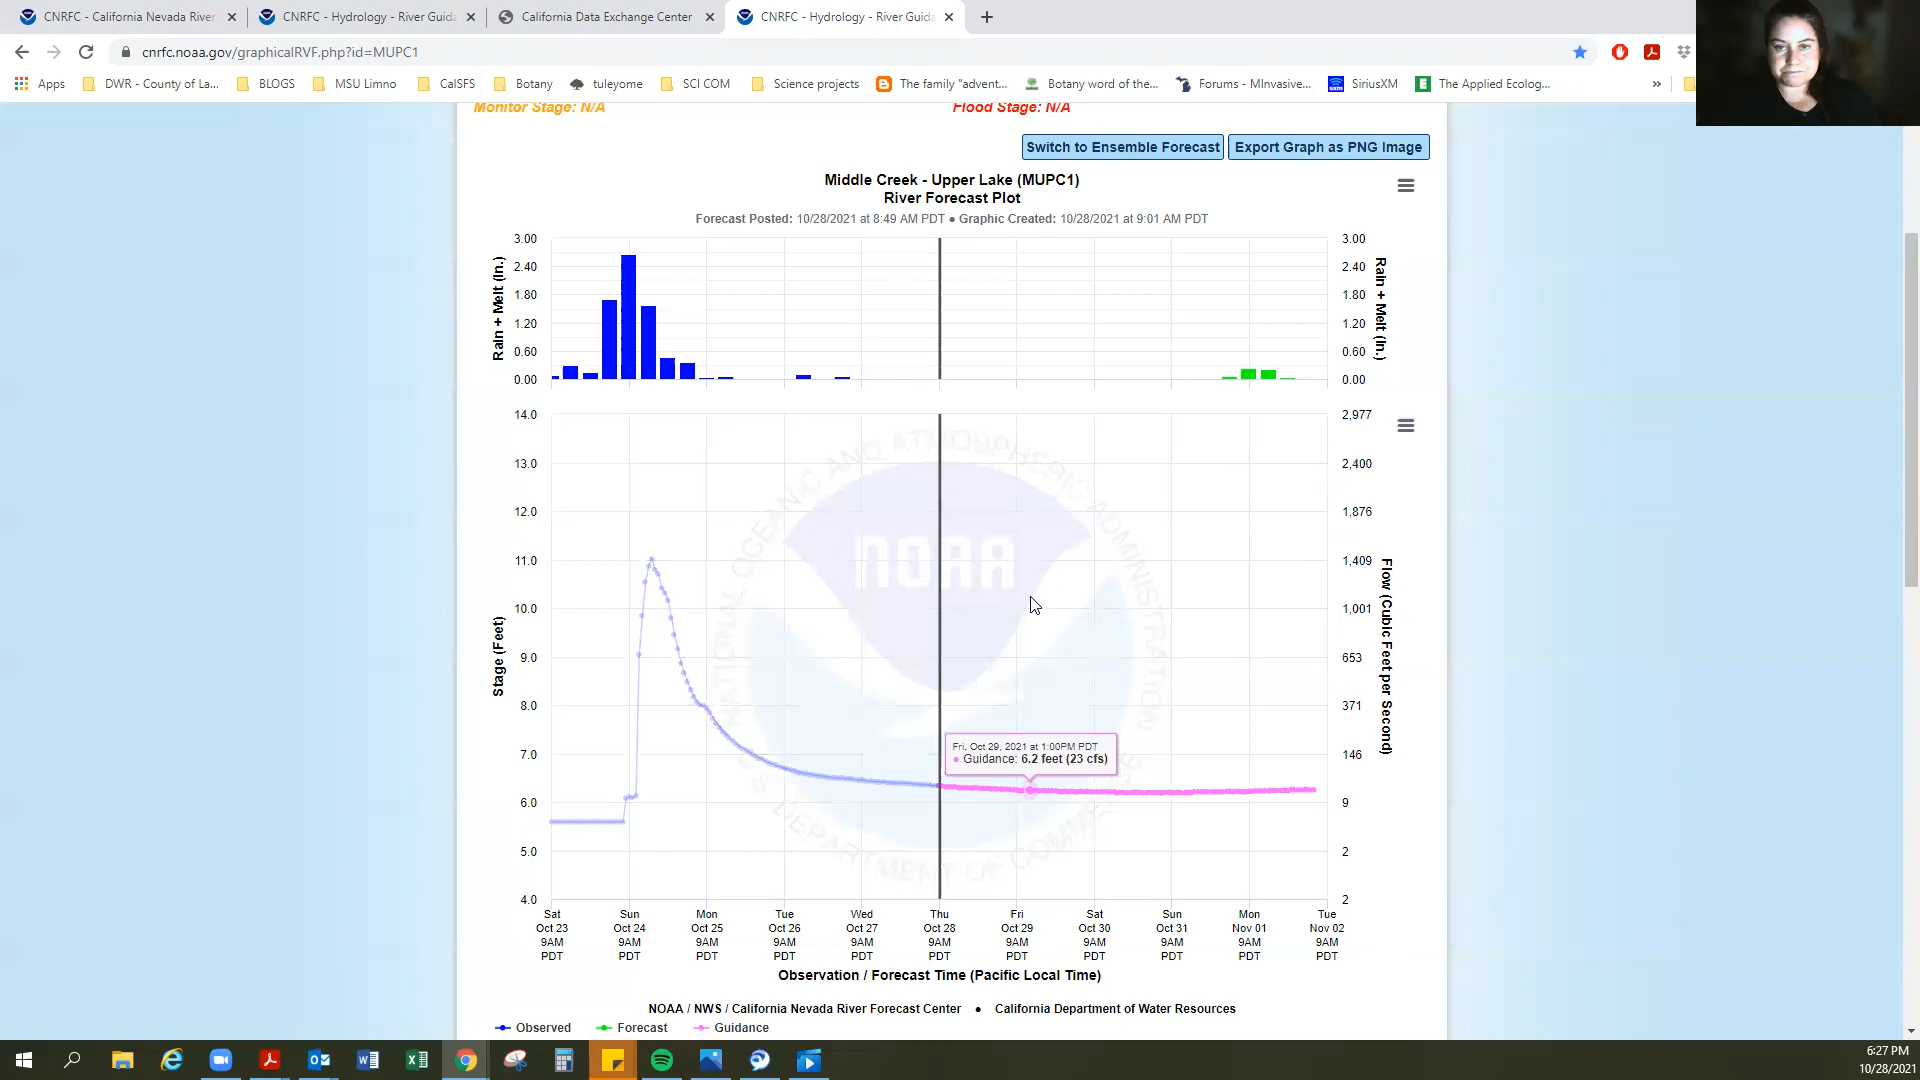 CNRFC - California Nevada River
CNRFC - Hydrology - River Guida
California Data Exchange Center
CNRFC - Hydrology - River Guida
cnrfc.noaa.gov/graphicalRVF.php?id=MUPC1
Apps
DWR - County of La...
BLOGS
MSU Limno
CalSFS
Botany
tuleyome
SCI COM
Science projects
The family "advent...
Botany word of the...
Forums - MInvasive...
SiriusXM
The Applied Ecolog...
»
Monitor Stage: N/A
Flood Stage: N/A
Switch to Ensemble Forecast
Export Graph as PNG Image
Middle Creek - Upper Lake (MUPC1)
River Forecast Plot
Forecast Posted: 10/28/2021 at 8:49 AM PDT ● Graphic Created: 10/28/2021 at 9:01 AM PDT
Rain + Melt (In.)
3.00
2.40
1.80
1.20
0.60
0.00
3.00
2.40
1.80
1.20
0.60
0.00
Rain + Melt (In.)
Stage (Feet)
14.0
13.0
12.0
11.0
10.0
9.0
8.0
7.0
6.0
5.0
4.0
2,977
2,400
1,876
1,409
1,001
653
371
146
9
2
2
Flow (Cubic Feet per Second)
NATIONAL OCEANIC AND ATMOSPHERIC ADMINISTRATION
NOAA
U.S. DEPARTMENT OF COMMERCE
Fri, Oct 29, 2021 at 1:00PM PDT
● Guidance: 6.2 feet (23 cfs)
Sat Sun Mon Tue Wed Thu Fri Sat Sun Mon Tue
Oct 23 Oct 24 Oct 25 Oct 26 Oct 27 Oct 28 Oct 29 Oct 30 Oct 31 Nov 01 Nov 02
9AM 9AM 9AM 9AM 9AM 9AM 9AM 9AM 9AM 9AM 9AM
PDT PDT PDT PDT PDT PDT PDT PDT PDT PDT PDT
Observation / Forecast Time (Pacific Local Time)
NOAA / NWS / California Nevada River Forecast Center ● California Department of Water Resources
Observed Forecast Guidance
6:27 PM
10/28/2021